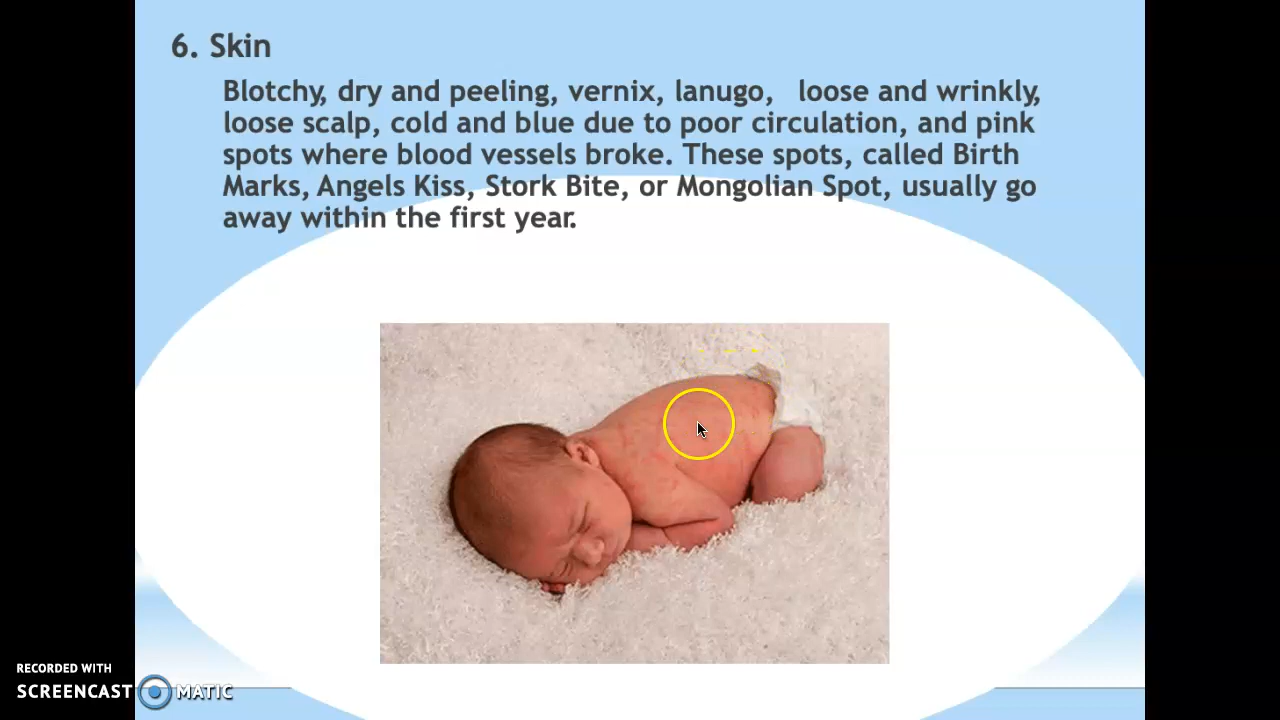 6. Skin
Blotchy, dry and peeling, vernix, lanugo, loose and wrinkly,
loose scalp, cold and blue due to poor circulation, and pink
spots where blood vessels broke. These spots, called Birth
Marks, Angels Kiss, Stork Bite, or Mongolian Spot, usually go
away within the first year.
RECORDED WITH
SCREENCAST MATIC